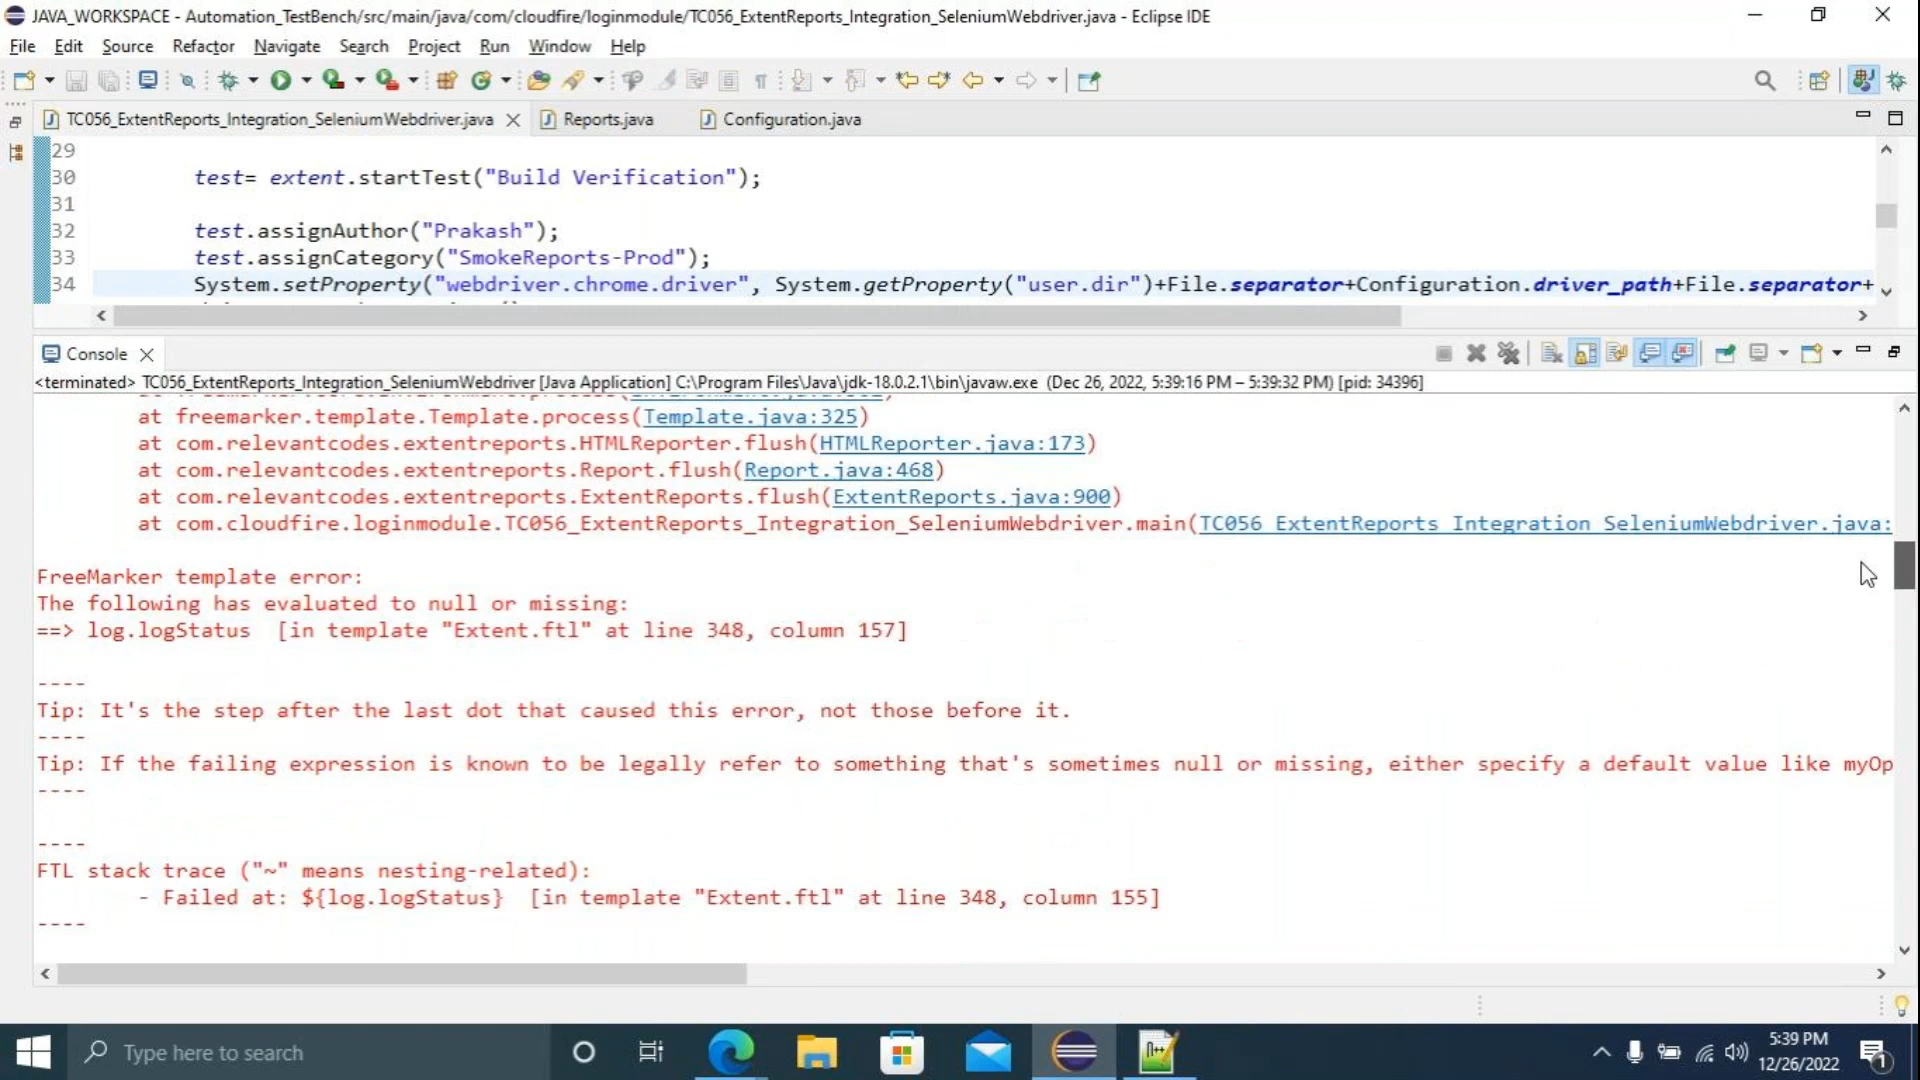 JAVA_WORKSPACE - Automation_TestBench/src/main/java/com/cloudfire/loginmodule/TC056_ExtentReports_Integration_SeleniumWebdriver.java - Eclipse IDE
File Edit Source Refactor Navigate Search Project Run Window Help
TC056_ExtentReports_Integration_SeleniumWebdriver.java Reports.java Configuration.java
29
30 test= extent.startTest("Build Verification");
31
32 test.assignAuthor("Prakash");
33 test.assignCategory("SmokeReports-Prod");
34 System.setProperty("webdriver.chrome.driver", System.getProperty("user.dir")+File.separator+Configuration.driver_path+File.separator+
Console
<terminated> TC056_ExtentReports_Integration_SeleniumWebdriver [Java Application] C:\Program Files\Java\jdk-18.0.2.1\bin\javaw.exe (Dec 26, 2022, 5:39:16 PM – 5:39:32 PM) [pid: 34396]
at freemarker.template.Template.process(Template.java:325)
at com.relevantcodes.extentreports.HTMLReporter.flush(HTMLReporter.java:173)
at com.relevantcodes.extentreports.Report.flush(Report.java:468)
at com.relevantcodes.extentreports.ExtentReports.flush(ExtentReports.java:900)
at com.cloudfire.loginmodule.TC056_ExtentReports_Integration_SeleniumWebdriver.main(TC056_ExtentReports_Integration_SeleniumWebdriver.java:
FreeMarker template error:
The following has evaluated to null or missing:
==> log.logStatus [in template "Extent.ftl" at line 348, column 157]
----
Tip: It's the step after the last dot that caused this error, not those before it.
----
Tip: If the failing expression is known to be legally refer to something that's sometimes null or missing, either specify a default value like myOp
----
----
FTL stack trace ("~" means nesting-related):
- Failed at: ${log.logStatus} [in template "Extent.ftl" at line 348, column 155]
----
Type here to search
5:39 PM
12/26/2022
1